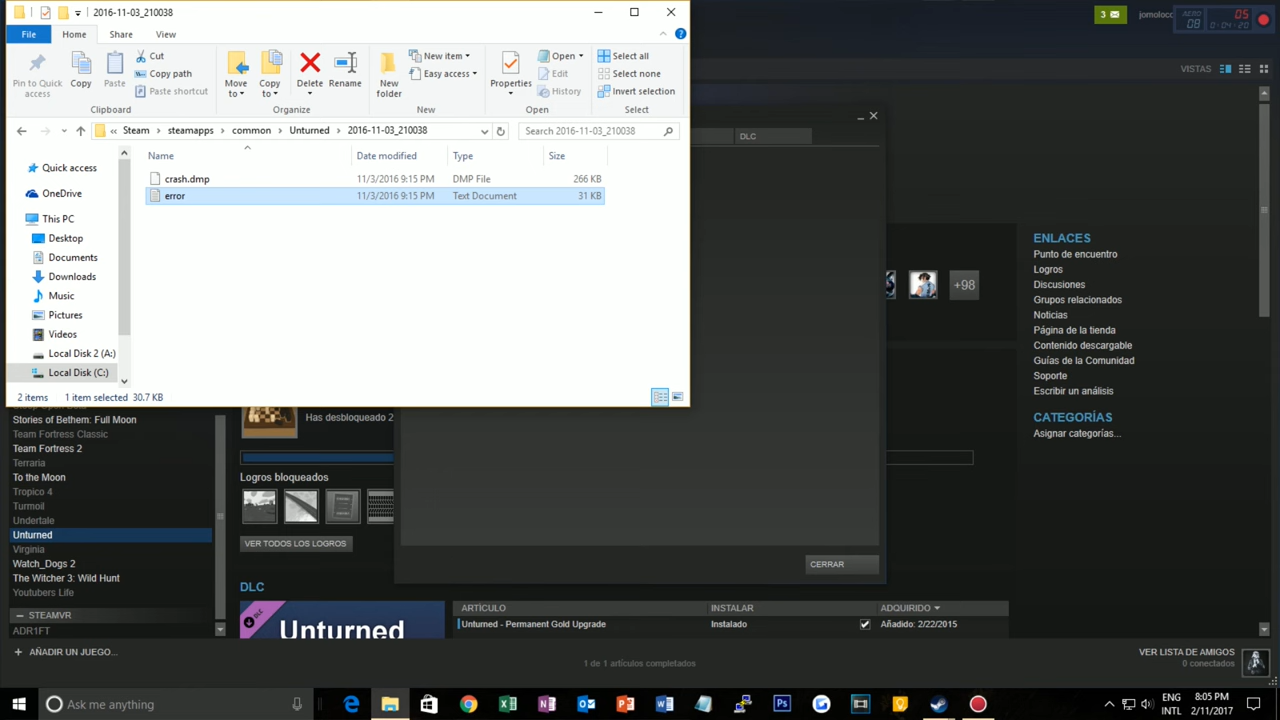 2016-11-03_210038
File
Home
Share
View
Pin to Quick access
Copy
Paste
Cut
Copy path
Paste shortcut
Clipboard
Move to
Copy to
Delete
Rename
Organize
New folder
New item
Easy access
New
Properties
Open
Edit
History
Open
Select all
Select none
Invert selection
Select
Steam
steamapps
common
Unturned
2016-11-03_210038
Search 2016-11-03_210038
Quick access
OneDrive
This PC
Desktop
Documents
Downloads
Music
Pictures
Videos
Local Disk 2 (A:)
Local Disk (C:)
Name Date modified Type Size
crash.dmp 11/3/2016 9:15 PM DMP File 266 KB
error 11/3/2016 9:15 PM Text Document 31 KB
2 items 1 item selected 30.7 KB
3
jomoloco
AERO
08
05
0:04:20
VISTAS
DLC
+98
ENLACES
Punto de encuentro
Logros
Discusiones
Grupos relacionados
Noticias
Página de la tienda
Contenido descargable
Guías de la Comunidad
Soporte
Escribir un análisis
CATEGORÍAS
Asignar categorías...
Stories of Bethem: Full Moon
Team Fortress Classic
Team Fortress 2
Terraria
To the Moon
Tropico 4
Turmoil
Undertale
Unturned
Virginia
Watch_Dogs 2
The Witcher 3: Wild Hunt
Youtubers Life
STEAMVR
ADR1FT
Has desbloqueado 2
Logros bloqueados
VER TODOS LOS LOGROS
CERRAR
DLC
DLC
Unturned
ARTÍCULO INSTALAR ADQUIRIDO
Unturned - Permanent Gold Upgrade Instalado Añadido: 2/22/2015
AÑADIR UN JUEGO...
1 de 1 artículos completados
VER LISTA DE AMIGOS
0 conectados
Ask me anything
ENG
INTL
8:05 PM
2/11/2017